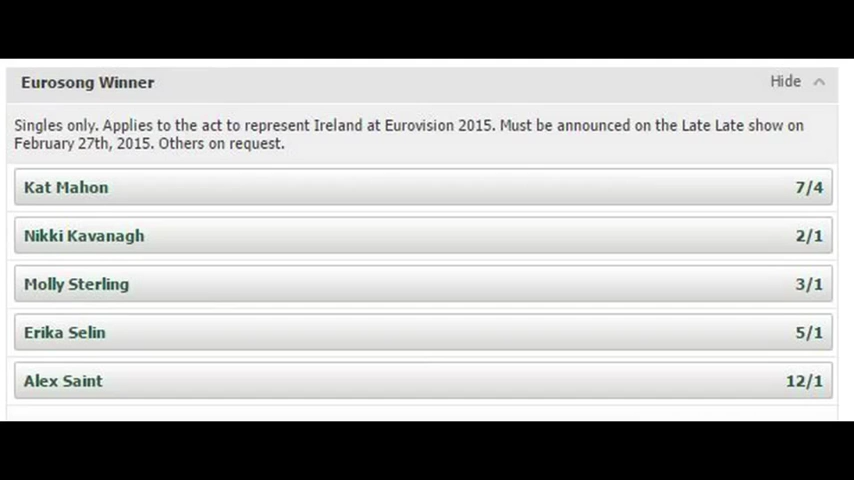 Eurosong Winner Hide
Singles only. Applies to the act to represent Ireland at Eurovision 2015. Must be announced on the Late Late show on
February 27th, 2015. Others on request.
Kat Mahon 7/4
Nikki Kavanagh 2/1
Molly Sterling 3/1
Erika Selin 5/1
Alex Saint 12/1